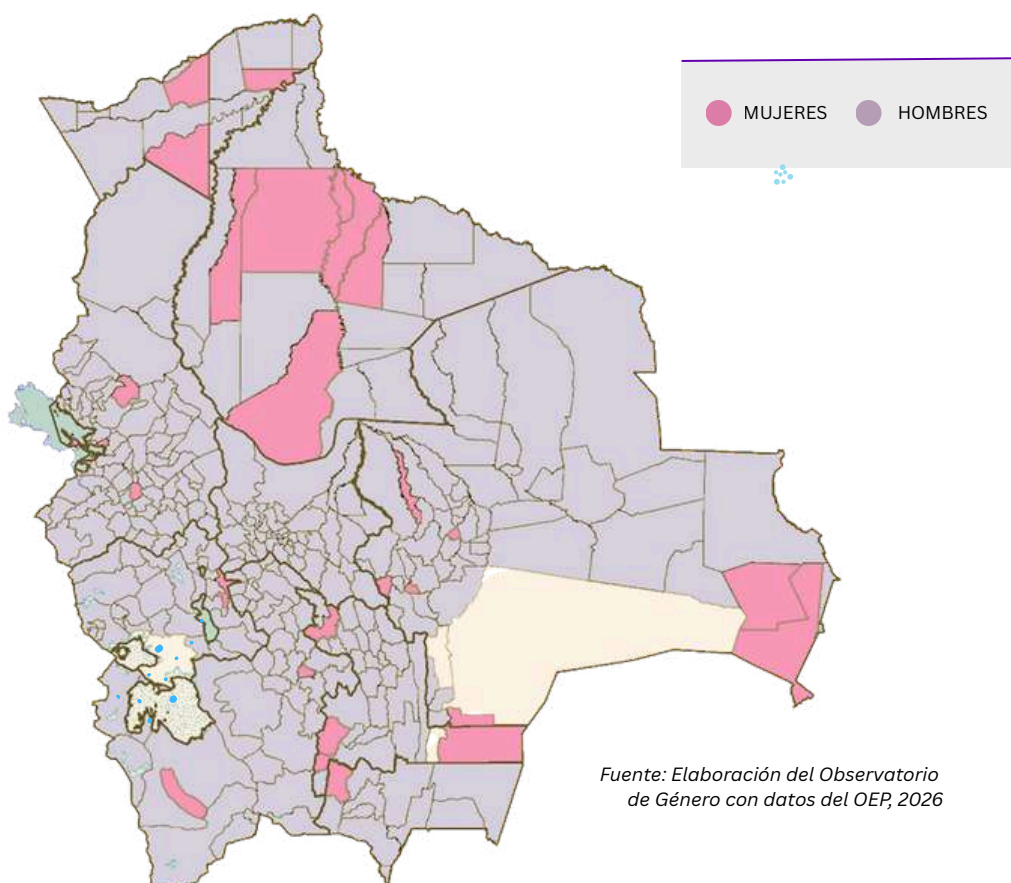 MUJERES HOMBRES
Fuente: Elaboración del Observatorio
de Género con datos del OEP, 2026